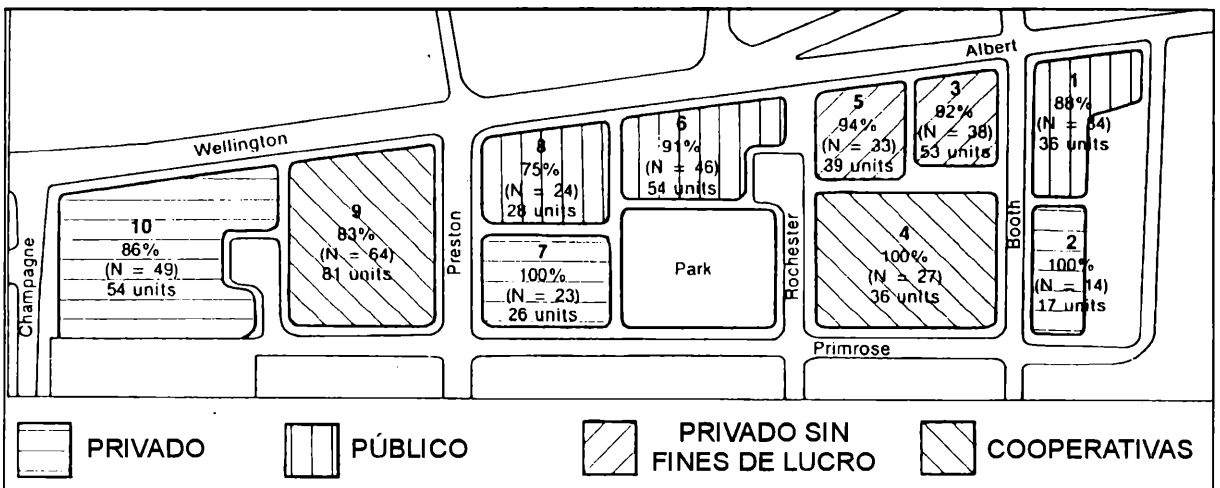 Albert
Wellington
1
88%
(N = 34)
36 units
3
92%
(N = 38)
53 units
5
94%
(N = 33)
39 units
6
91%
(N = 46)
54 units
8
75%
(N = 24)
28 units
9
83%
(N = 64)
81 units
10
86%
(N = 49)
54 units
7
100%
(N = 23)
26 units
Park
4
100%
(N = 27)
36 units
2
100%
(N = 14)
17 units
Champagne
Preston
Rochester
Booth
Primrose
PRIVADO
PÚBLICO
PRIVADO SIN
FINES DE LUCRO
COOPERATIVAS